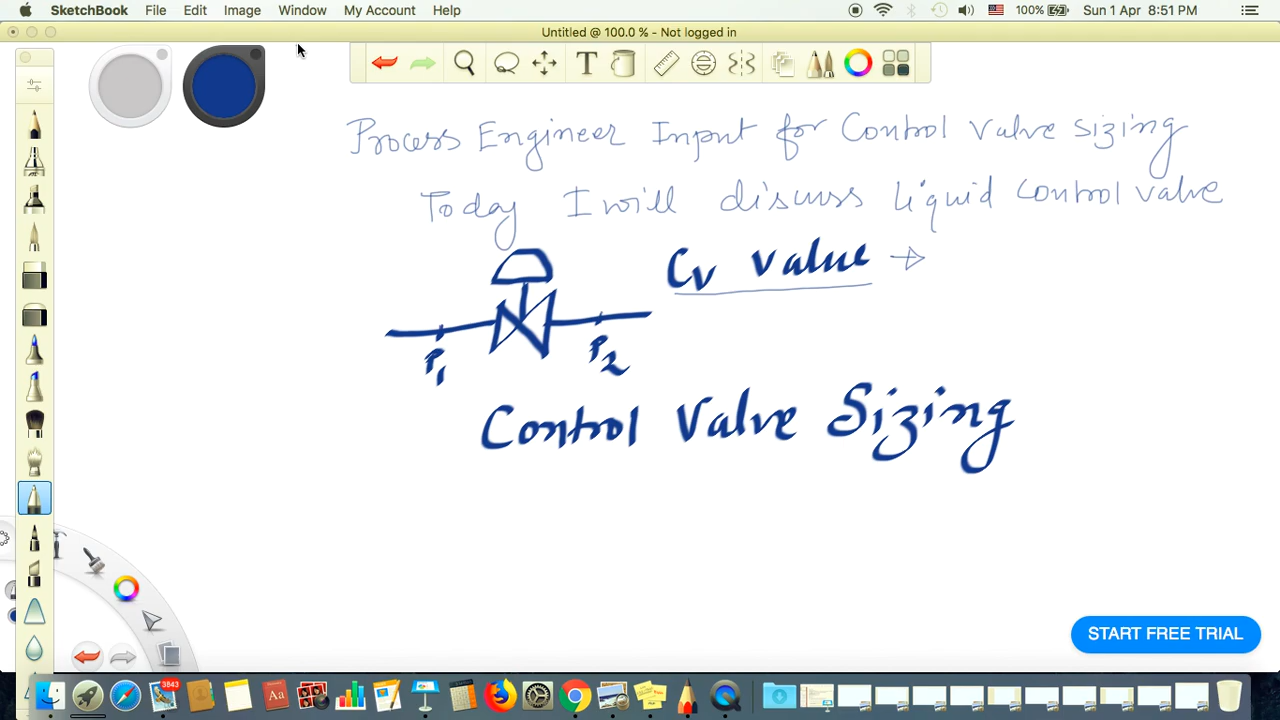 SketchBook File Edit Image Window My Account Help 100% Sun 1 Apr 8:51 PM
Untitled @ 100.0 % - Not logged in
T
Process Engineer Input for Control Valve Sizing
Today I will discuss Liquid Control valve
Cv Value →
P1 P2
Control Valve Sizing
START FREE TRIAL
3843
Aa